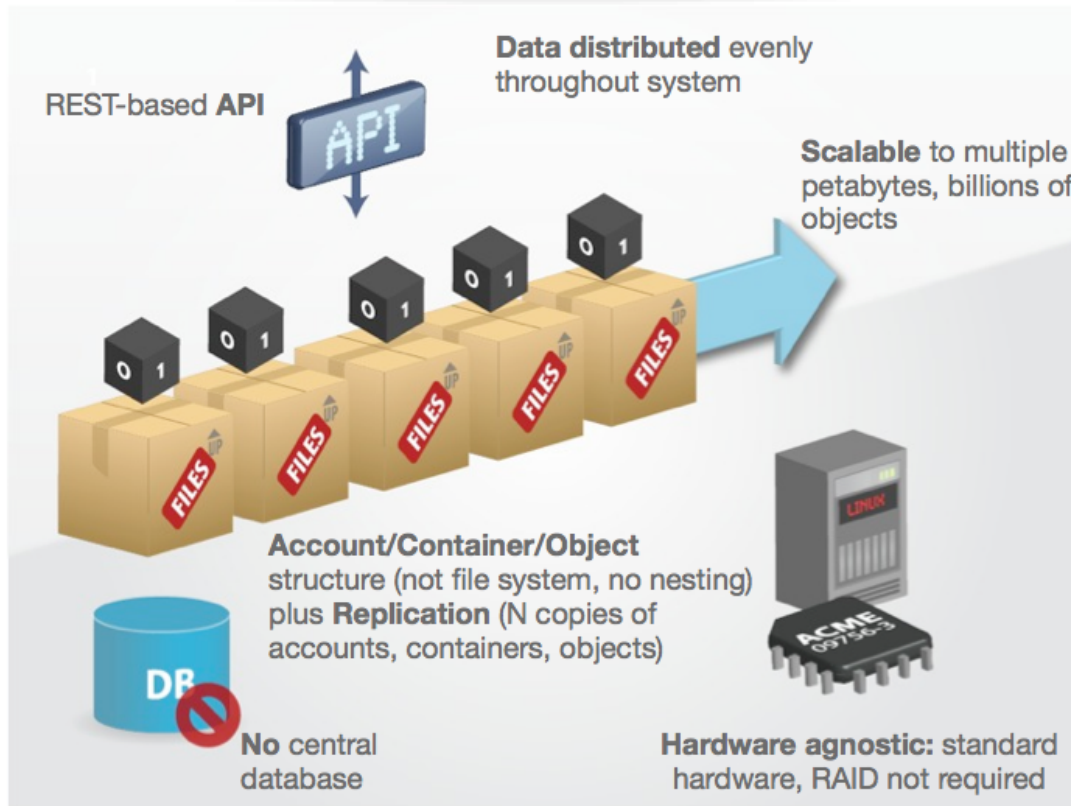 Data distributed evenly
throughout system
REST-based API
API
Scalable to multiple
petabytes, billions of
objects
0 1
0 1
0 1
0 1
0 1
UP
FILES
UP
FILES
UP
FILES
UP
FILES
UP
FILES
LINUX
Account/Container/Object
structure (not file system, no nesting)
plus Replication (N copies of
accounts, containers, objects)
ACME
09756-3
DB
No central
database
Hardware agnostic: standard
hardware, RAID not required